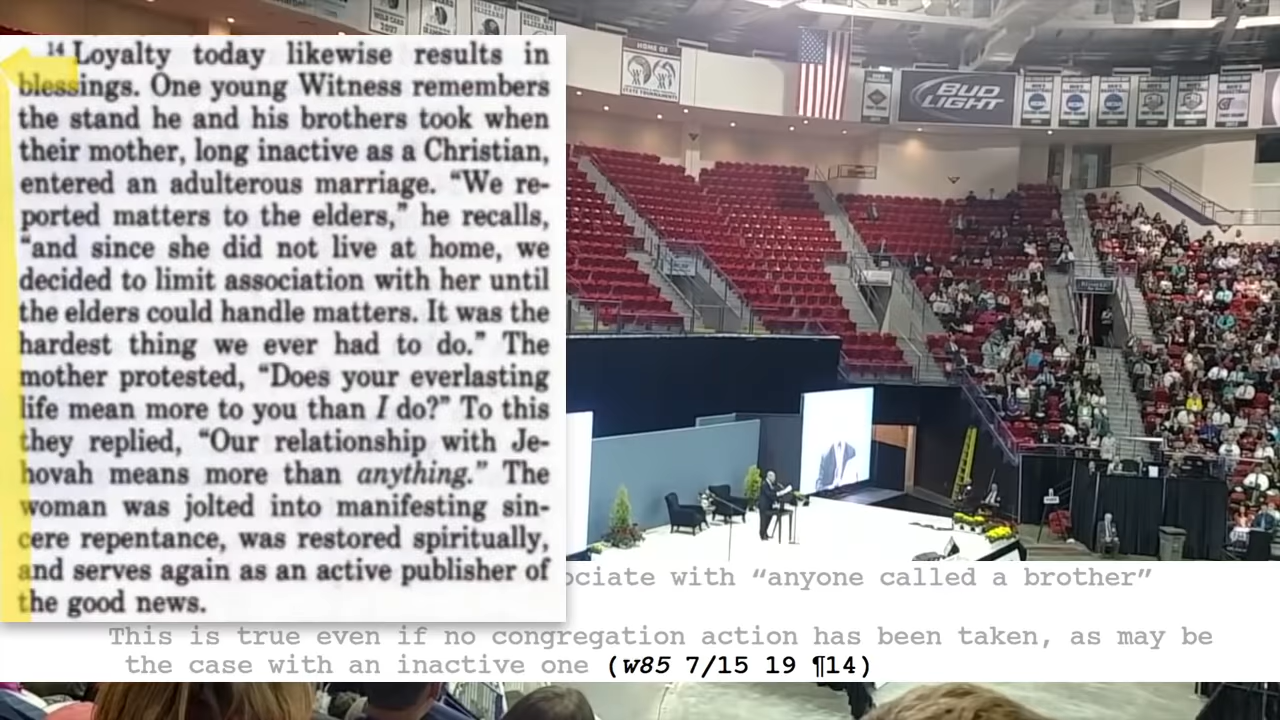 ¹⁴ Loyalty today likewise results in
blessings. One young Witness remembers
the stand he and his brothers took when
their mother, long inactive as a Christian,
entered an adulterous marriage. “We re-
ported matters to the elders,” he recalls,
“and since she did not live at home, we
decided to limit association with her until
the elders could handle matters. It was the
hardest thing we ever had to do.” The
mother protested, “Does your everlasting
life mean more to you than I do?” To this
they replied, “Our relationship with Je-
hovah means more than anything.” The
woman was jolted into manifesting sin-
cere repentance, was restored spiritually,
and serves again as an active publisher of
the good news.
HOME OF
STATE TOURNAMENTS
BUD
LIGHT
ociate with “anyone called a brother”
This is true even if no congregation action has been taken, as may be
the case with an inactive one (w85 7/15 19 ¶14)